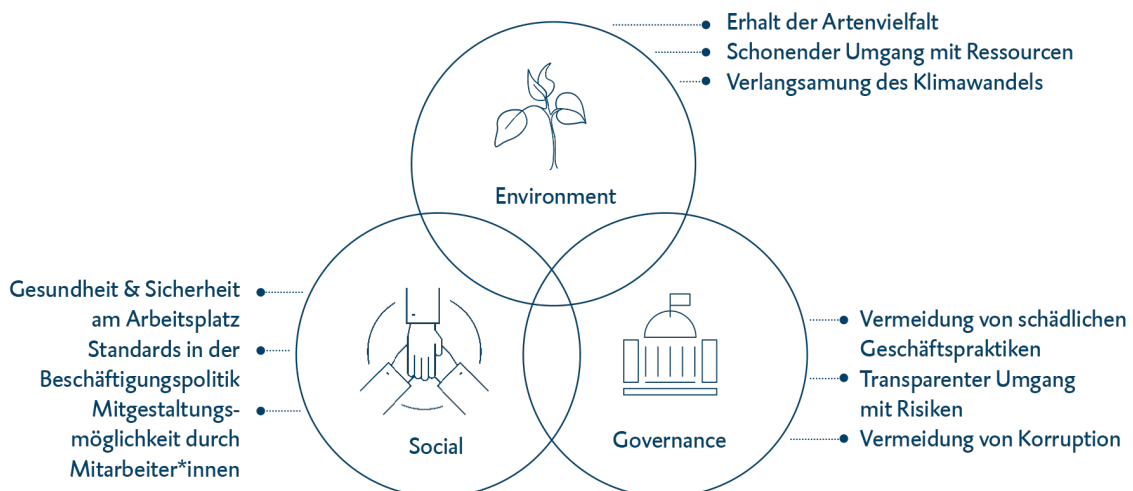 Erhalt der Artenvielfalt
Schonender Umgang mit Ressourcen
Verlangsamung des Klimawandels
Environment
Gesundheit & Sicherheit
am Arbeitsplatz
Standards in der
Beschäftigungspolitik
Mitgestaltungs-
möglichkeit durch
Mitarbeiter*innen
Social
Governance
Vermeidung von schädlichen
Geschäftspraktiken
Transparenter Umgang
mit Risiken
Vermeidung von Korruption